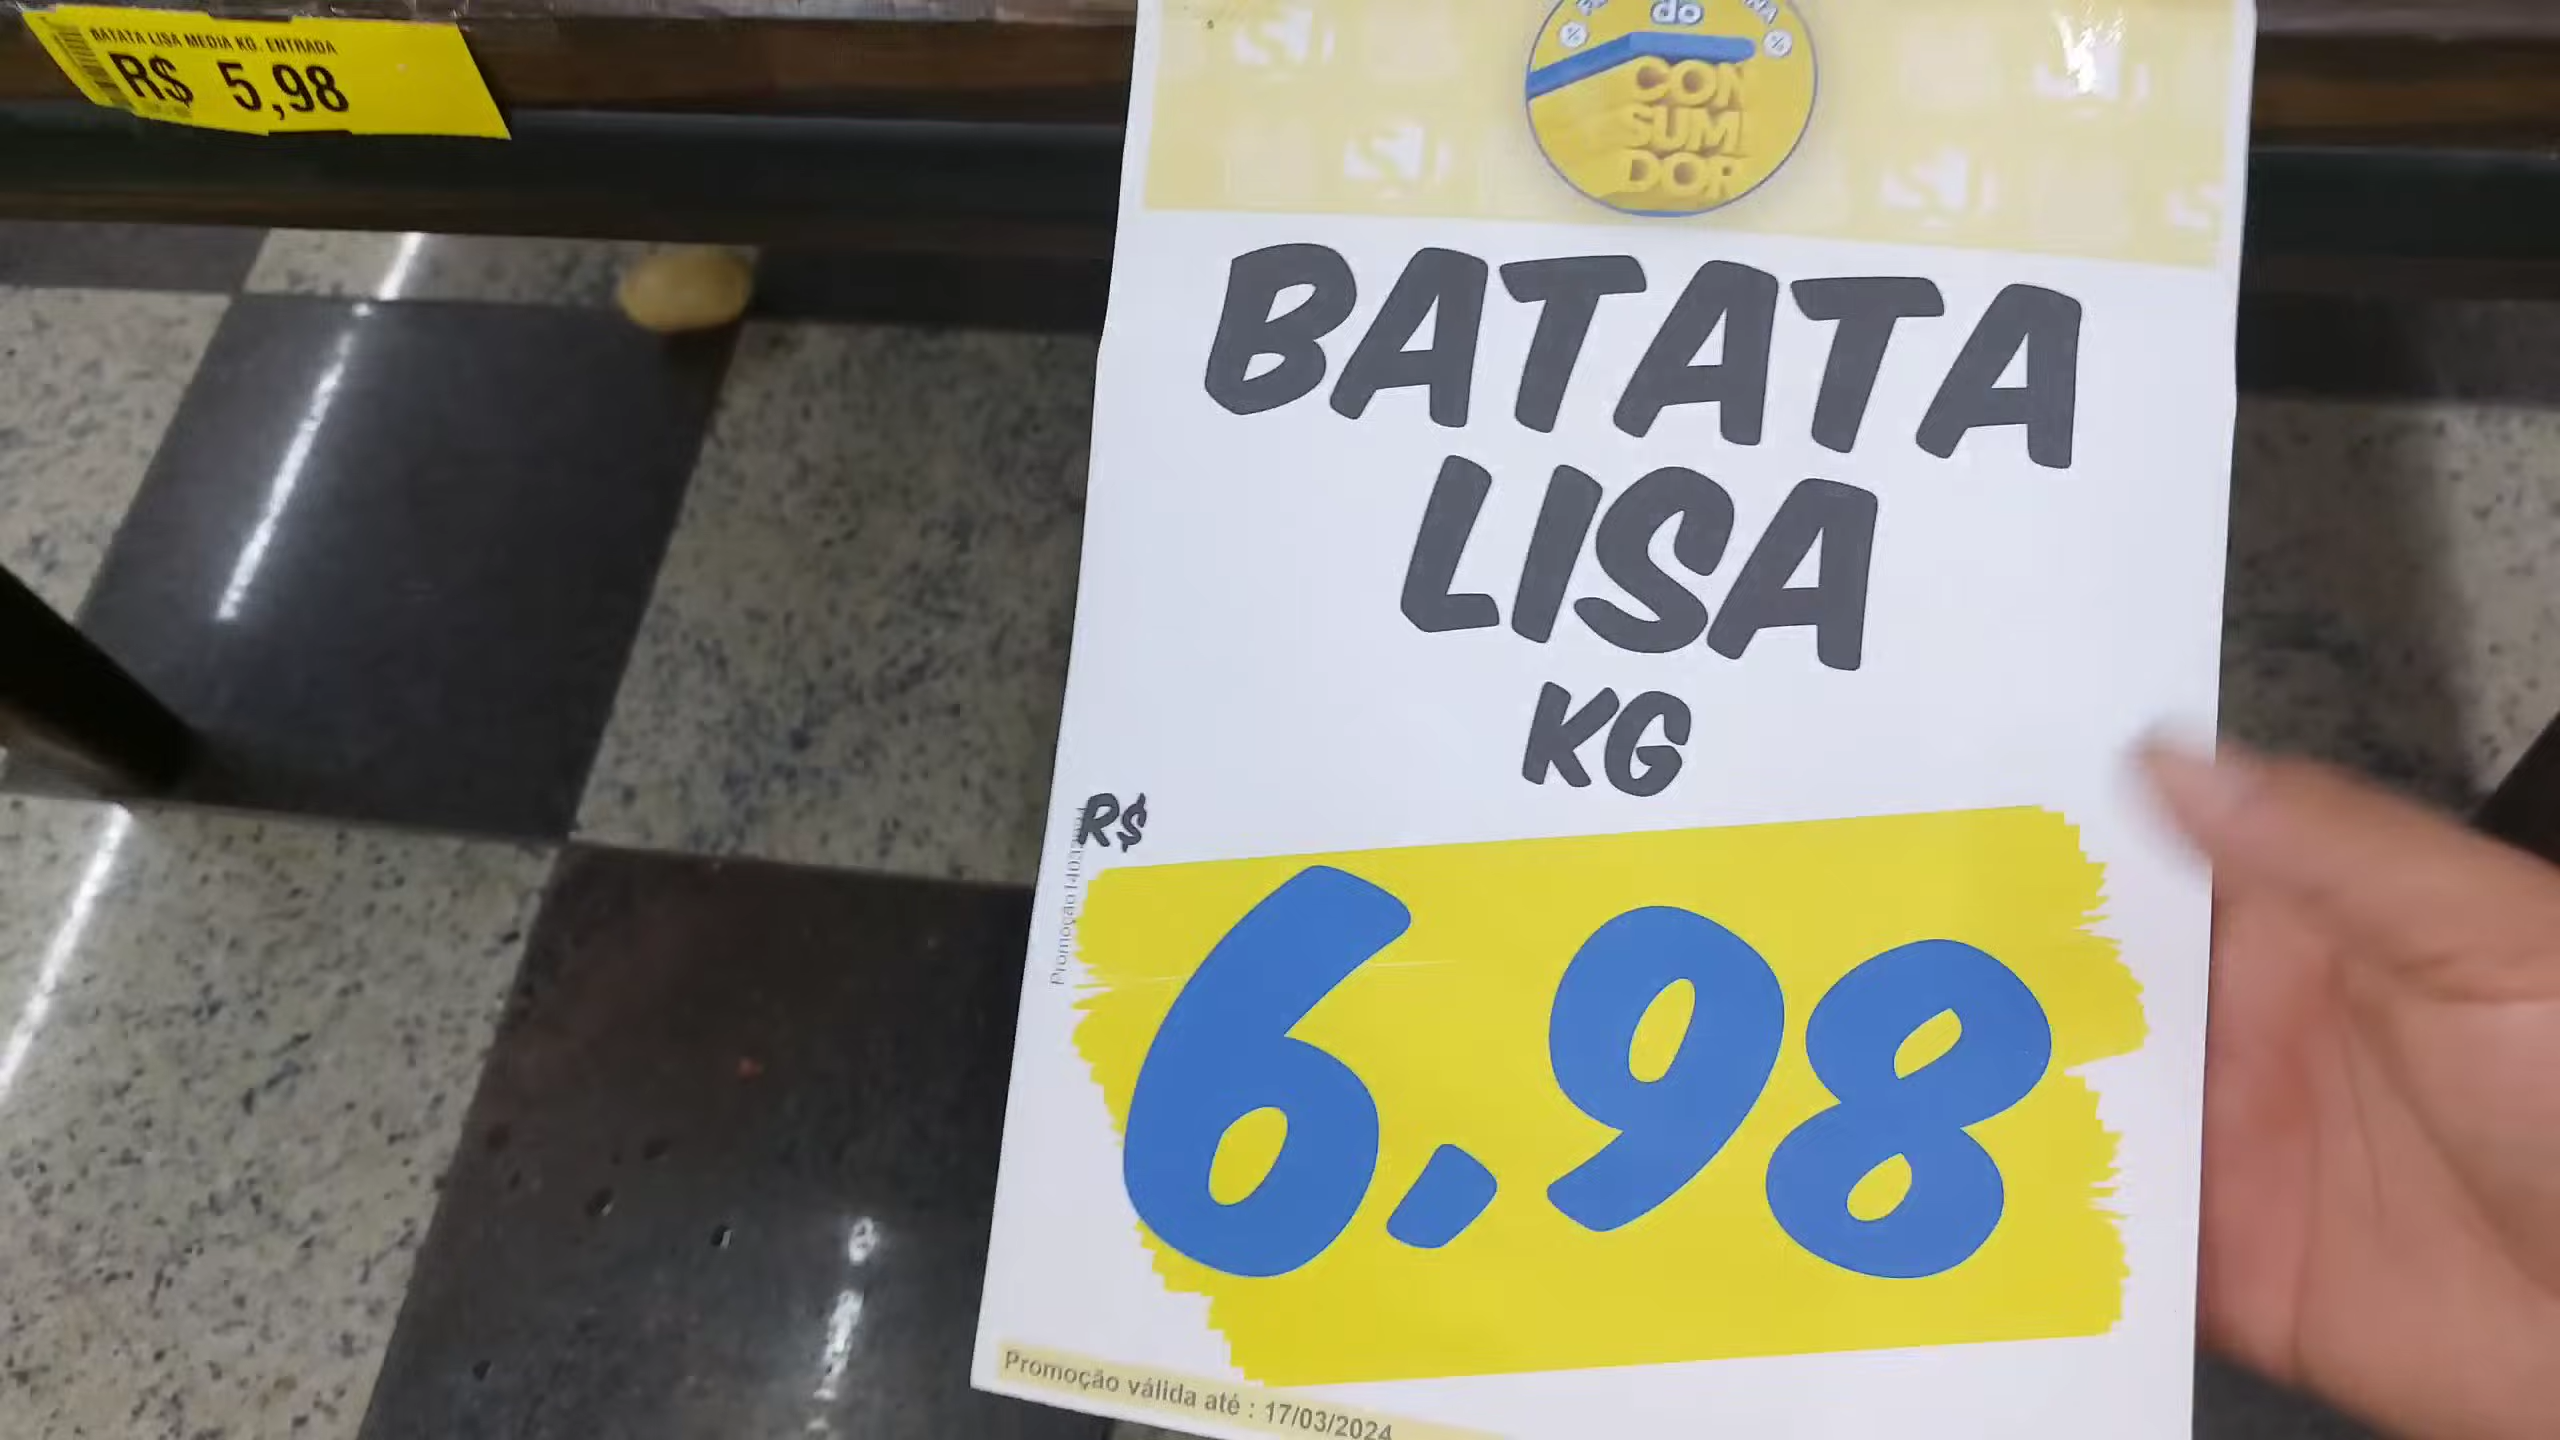 BATATA LISA MEDIA KG. ENTRADA
R$ 5,98
do
CON
SUM
DOR
BATATA
LISA
KG
R$
6,98
Promoção válida até : 17/03/2024